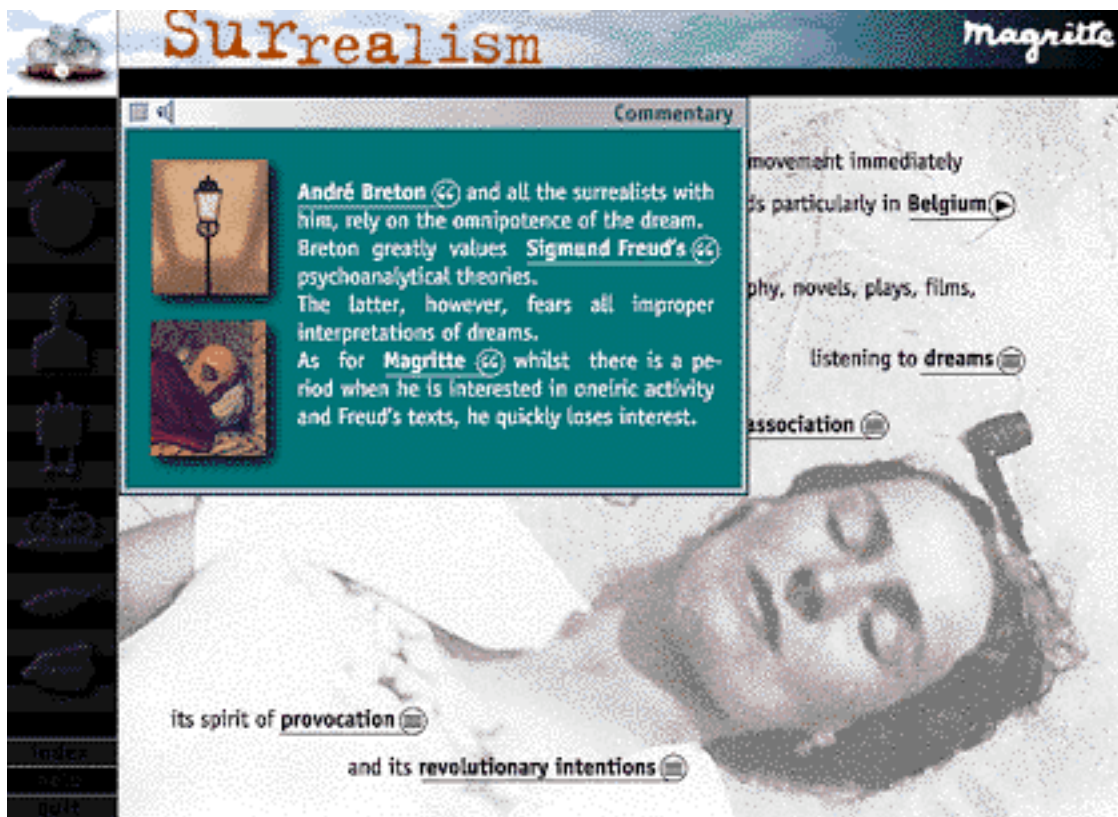 Surrealism
Magritte
Commentary
André Breton and all the surrealists with
him, rely on the omnipotence of the dream.
Breton greatly values Sigmund Freud's
psychoanalytical theories.
The latter, however, fears all improper
interpretations of dreams.
As for Magritte whilst there is a pe-
riod when he is interested in oneiric activity
and Freud's texts, he quickly loses interest.
movement immediately
particularly in Belgium
novels, plays, films,
listening to dreams
association
its spirit of provocation
and its revolutionary intentions
index
help
quit